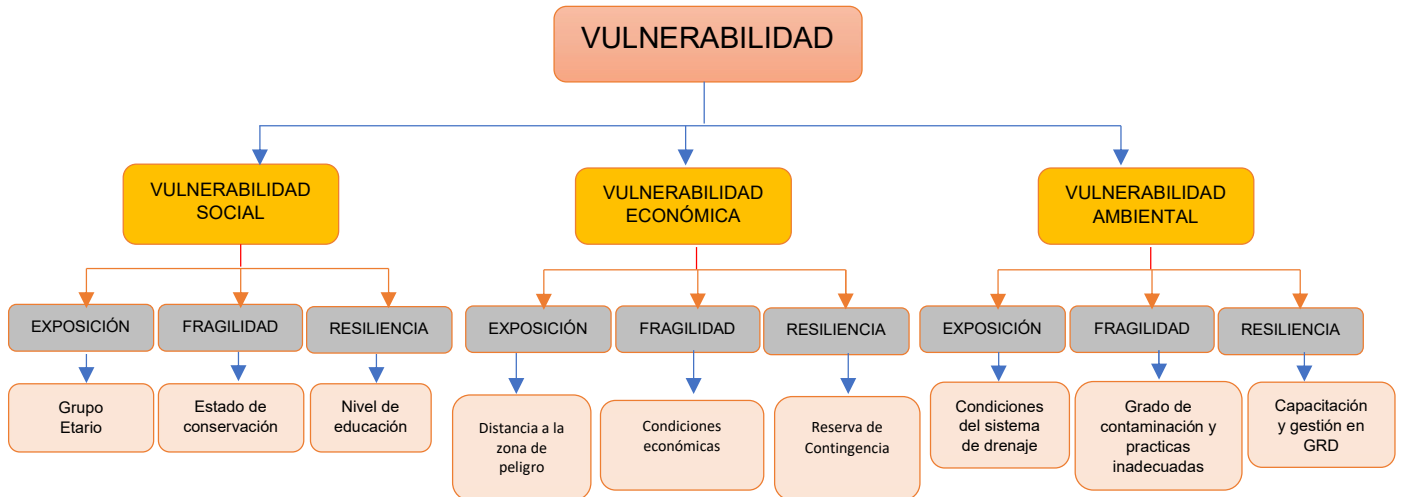 VULNERABILIDAD
VULNERABILIDAD
SOCIAL
VULNERABILIDAD
ECONÓMICA
VULNERABILIDAD
AMBIENTAL
EXPOSICIÓN
FRAGILIDAD
RESILIENCIA
EXPOSICIÓN
FRAGILIDAD
RESILIENCIA
EXPOSICIÓN
FRAGILIDAD
RESILIENCIA
Grupo
Etario
Estado de
conservación
Nivel de
educación
Distancia a la
zona de
peligro
Condiciones
económicas
Reserva de
Contingencia
Condiciones
del sistema
de drenaje
Grado de
contaminación y
practicas
inadecuadas
Capacitación
y gestión en
GRD